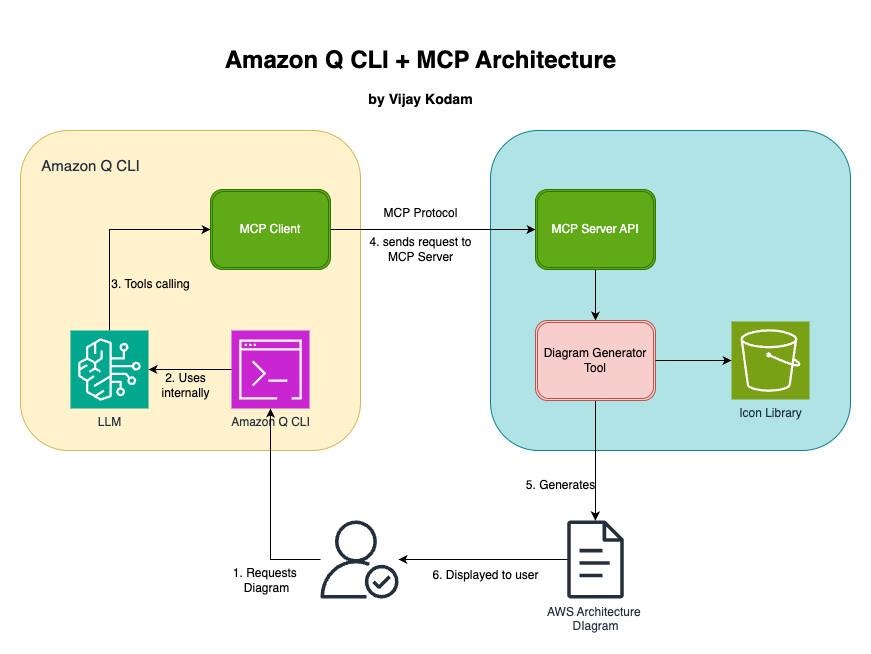 Amazon Q CLI + MCP Architecture
by Vijay Kodam
Amazon Q CLI
MCP Client
MCP Protocol
4. sends request to
MCP Server
MCP Server API
3. Tools calling
2. Uses
internally
LLM
Amazon Q CLI
Diagram Generator
Tool
Icon Library
5. Generates
1. Requests
Diagram
6. Displayed to user
AWS Architecture
DIagram